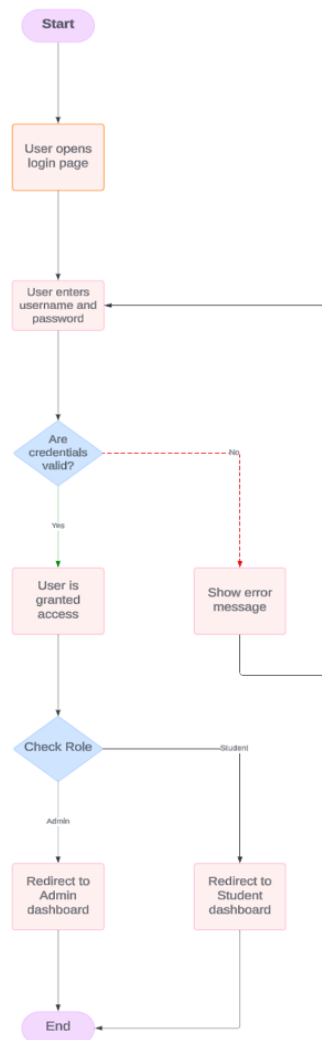 Start
User opens
login page
User enters
username and
password
Are
credentials
valid?
No
Yes
User is
granted
access
Show error
message
Check Role
Student
Admin
Redirect to
Admin
dashboard
Redirect to
Student
dashboard
End